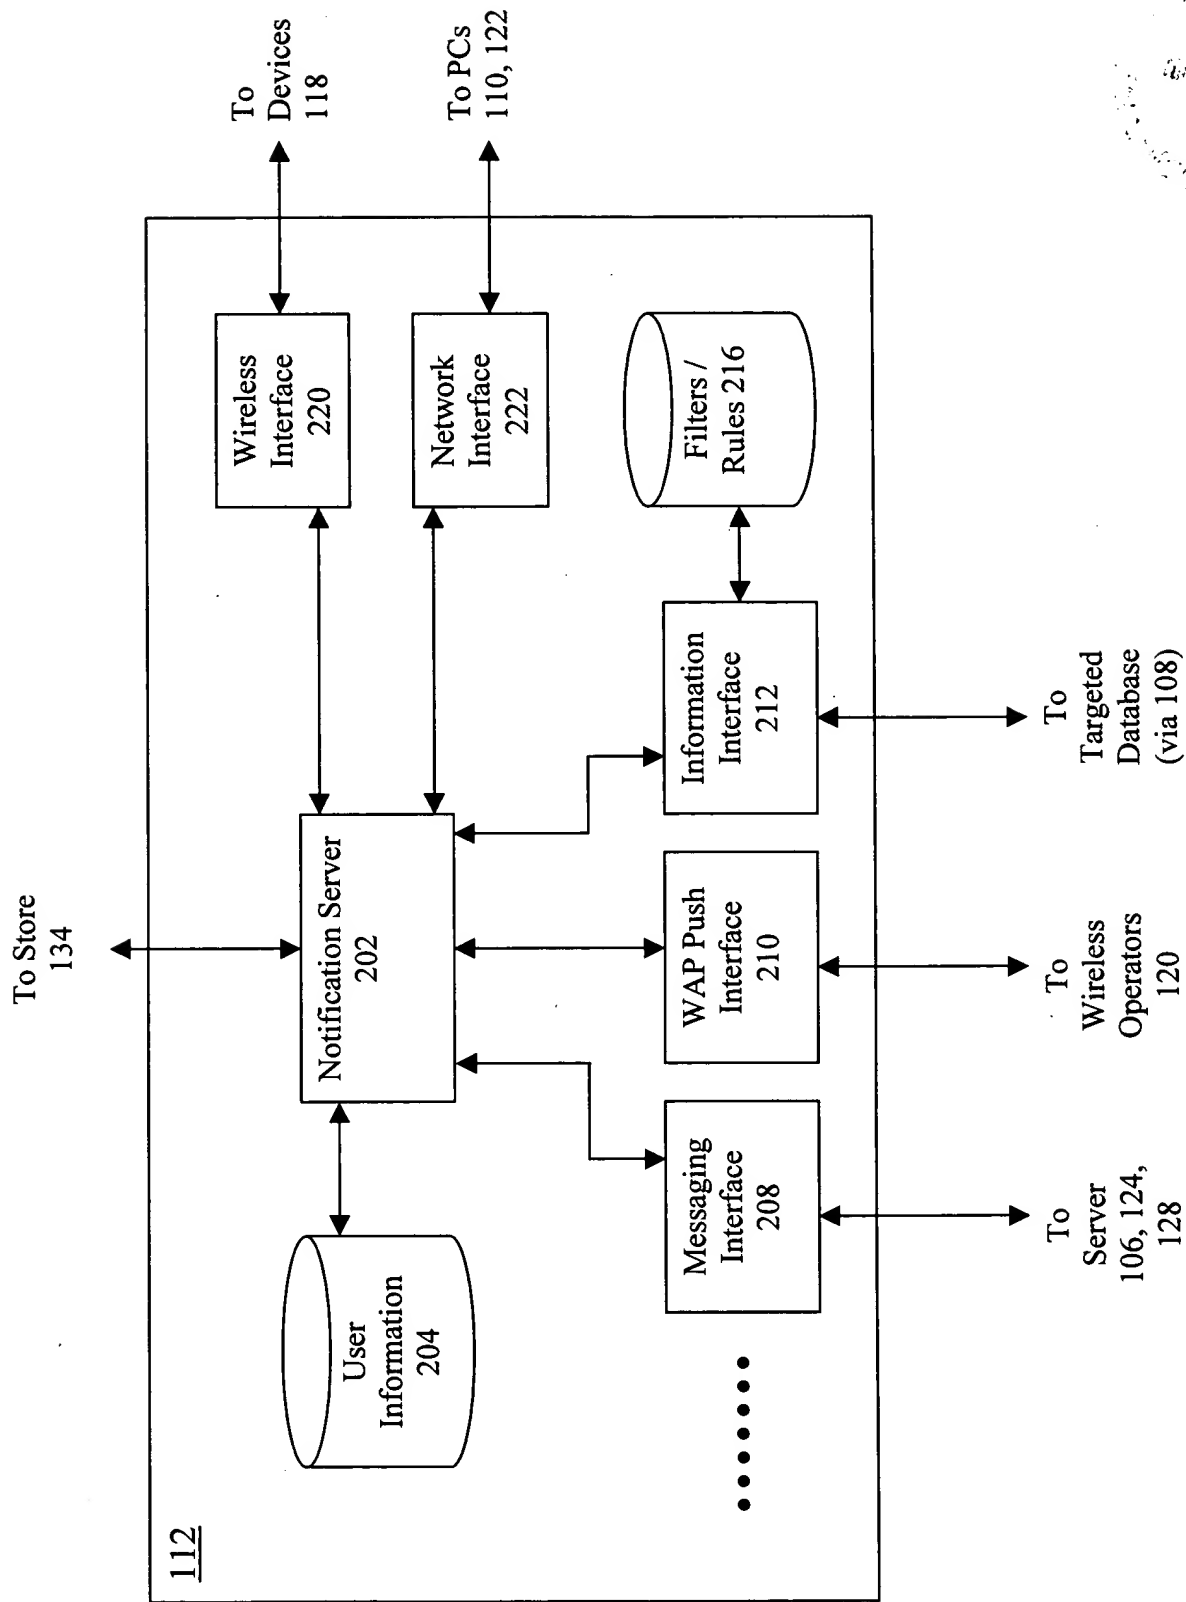 112
To Store
134
User
Information
204
Notification Server
202
Wireless
Interface
220
To
Devices
118
Network
Interface
222
To PCs
110, 122
Messaging
Interface
208
WAP Push
Interface
210
Information
Interface
212
Filters /
Rules 216
To
Server
106, 124,
128
To
Wireless
Operators
120
To
Targeted
Database
(via 108)